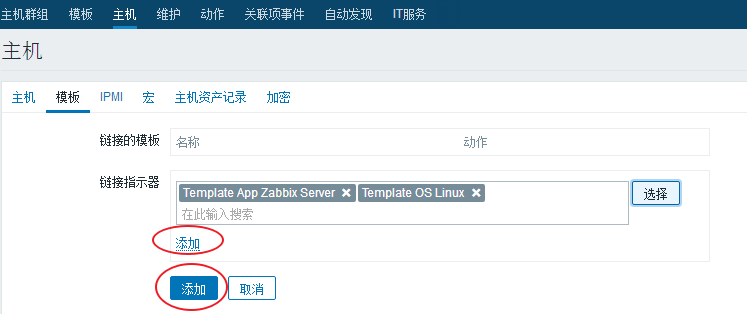 主机群组 模板 主机 维护 动作 关联项事件 自动发现 IT服务
主机
主机 模板 IPMI 宏 主机资产记录 加密
链接的模板 名称 动作
链接指示器 Template App Zabbix Server × Template OS Linux × 选择
在此输入搜索
添加
添加 取消